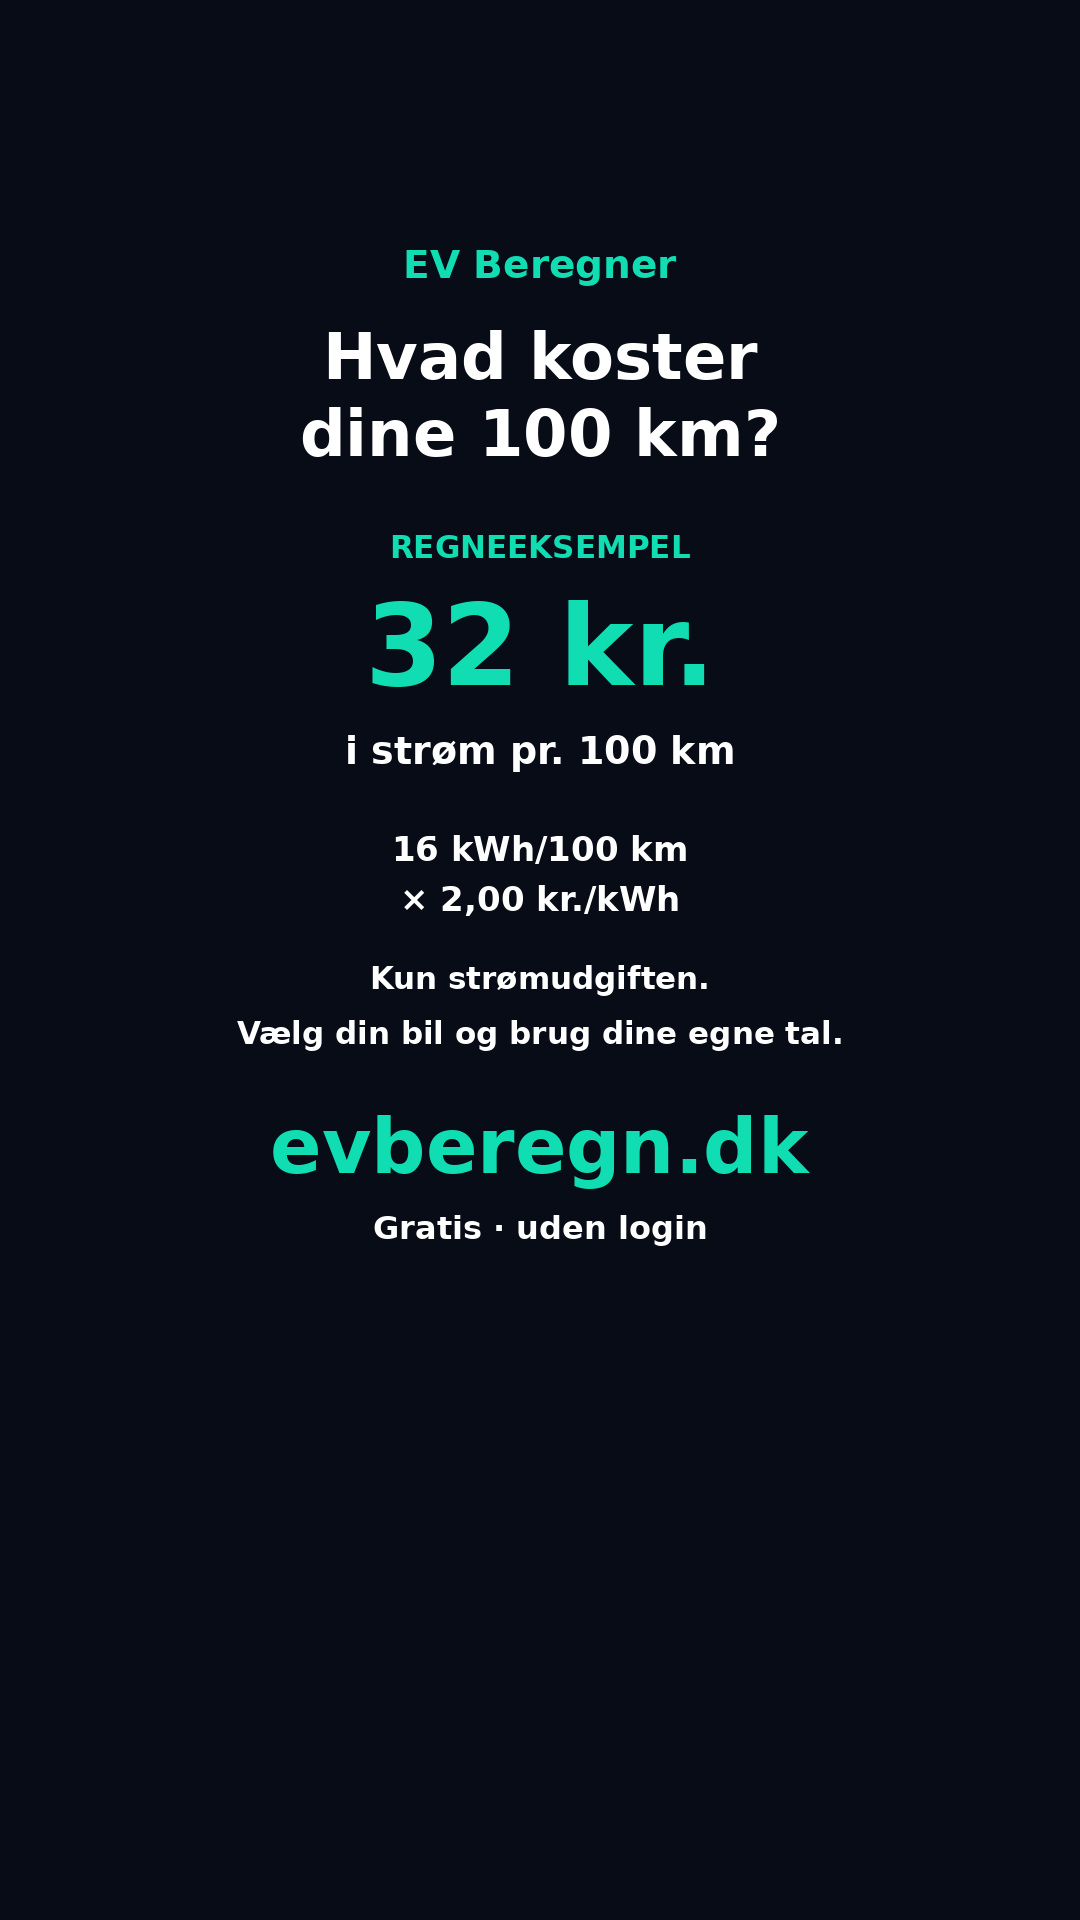 EV Beregner
Hvad koster
dine 100 km?
REGNEEKSEMPEL
32 kr.
i strøm pr. 100 km
16 kWh/100 km
× 2,00 kr./kWh
Kun strømudgiften.
Vælg din bil og brug dine egne tal.
evberegn.dk
Gratis · uden login